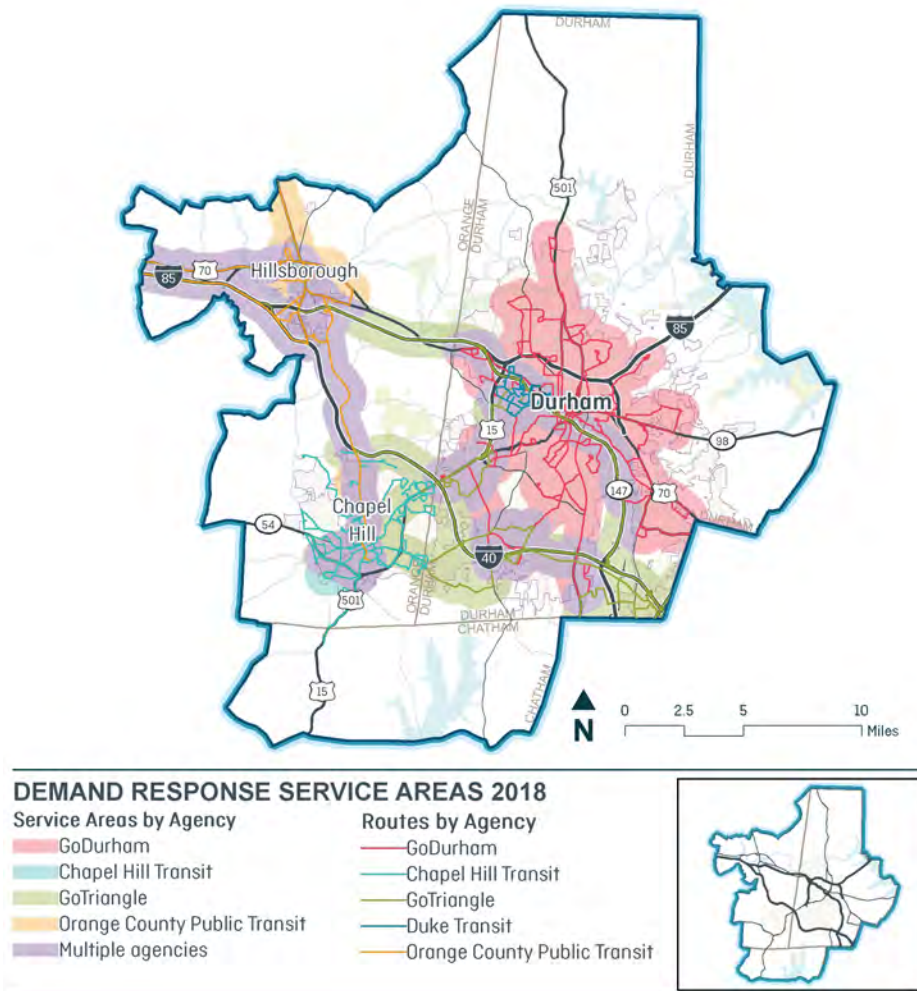 DURHAM
DURHAM
501
ORANGE
DURHAM
70
Hillsborough
85
85
Durham
15
98
147
70
Chapel
Hill
54
DURHAM
40
501
ORANGE
DURHAM
DURHAM
CHATHAM
15
CHATHAM
N
0 2.5 5 10
Miles
DEMAND RESPONSE SERVICE AREAS 2018
Service Areas by Agency
GoDurham
Chapel Hill Transit
GoTriangle
Orange County Public Transit
Multiple agencies
Routes by Agency
GoDurham
Chapel Hill Transit
GoTriangle
Duke Transit
Orange County Public Transit